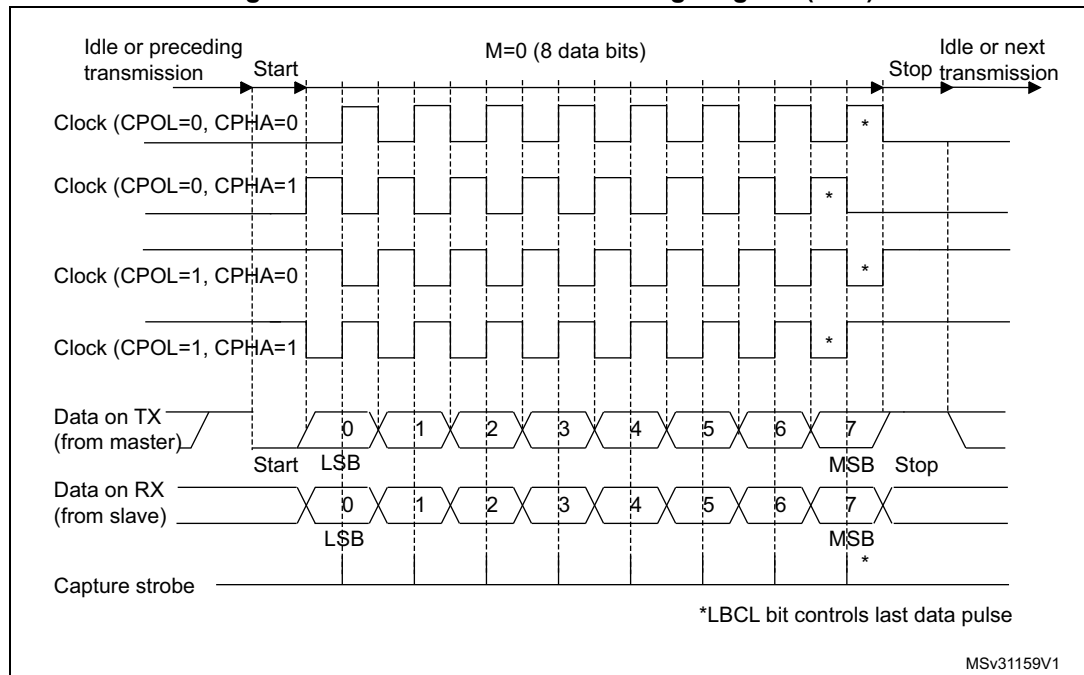 Idle or preceding
transmission
Start
M=0 (8 data bits)
Stop
Idle or next
transmission
Clock (CPOL=0, CPHA=0
*
Clock (CPOL=0, CPHA=1
*
Clock (CPOL=1, CPHA=0
*
Clock (CPOL=1, CPHA=1
*
Data on TX
(from master)
0 1 2 3 4 5 6 7
Start LSB MSB Stop
Data on RX
(from slave)
0 1 2 3 4 5 6 7
LSB MSB
*
Capture strobe
*LBCL bit controls last data pulse
MSv31159V1